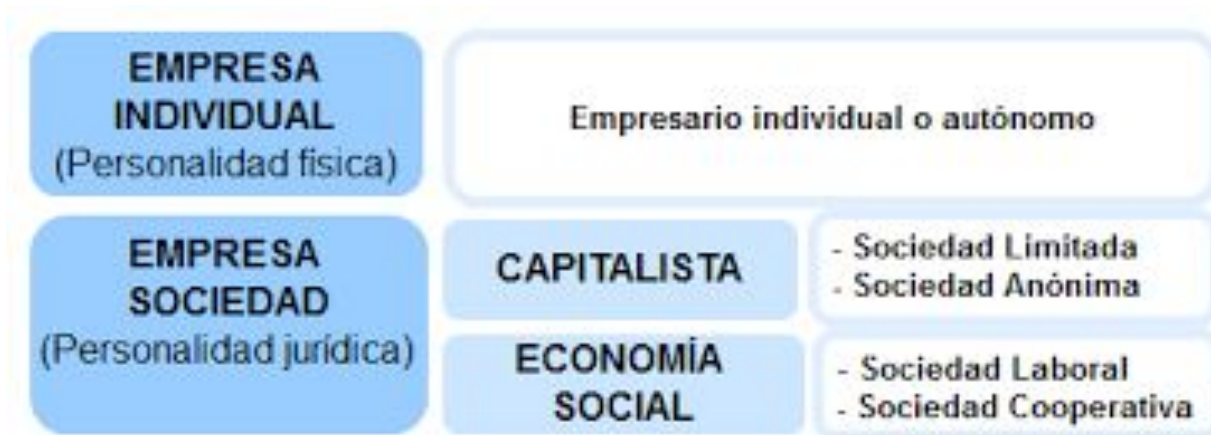 EMPRESA
INDIVIDUAL
(Personalidad física)
Empresario individual o autónomo
EMPRESA
SOCIEDAD
(Personalidad jurídica)
CAPITALISTA
- Sociedad Limitada
- Sociedad Anónima
ECONOMÍA
SOCIAL
- Sociedad Laboral
- Sociedad Cooperativa